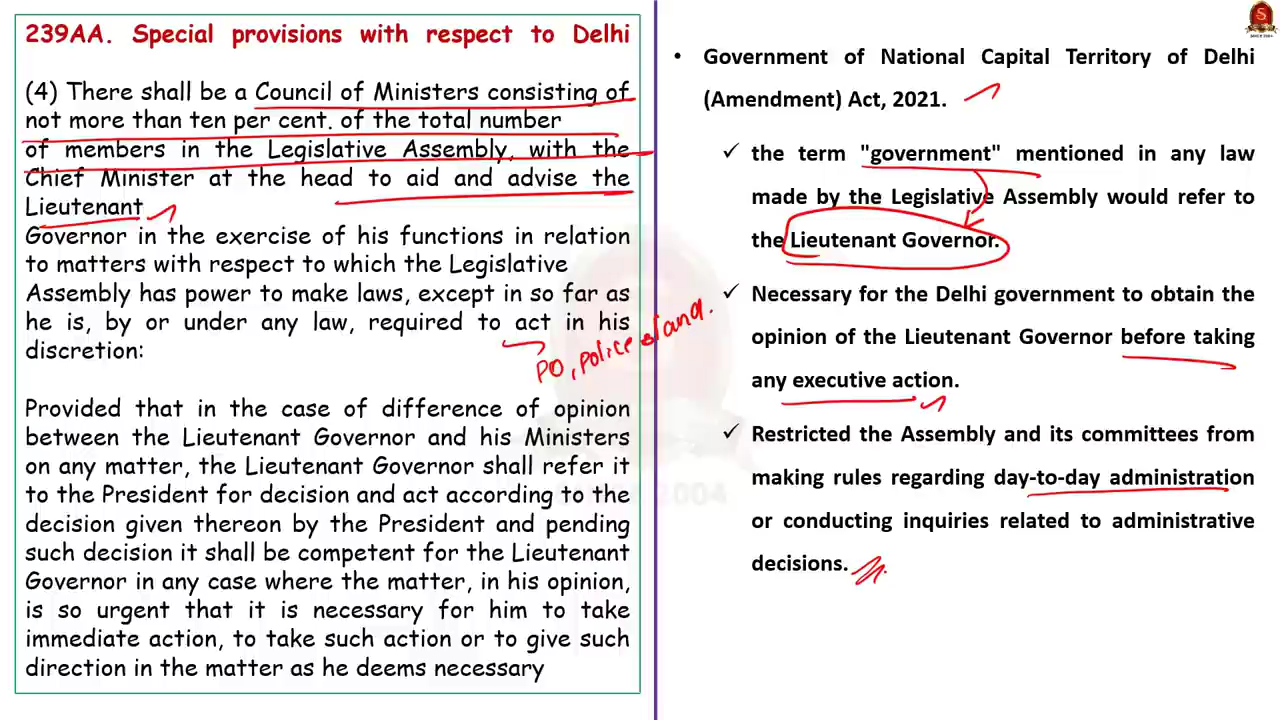 239AA. Special provisions with respect to Delhi
(4) There shall be a Council of Ministers consisting of
not more than ten per cent. of the total number
of members in the Legislative Assembly, with the
Chief Minister at the head to aid and advise the
Lieutenant
Governor in the exercise of his functions in relation
to matters with respect to which the Legislative
Assembly has power to make laws, except in so far as
he is, by or under any law, required to act in his
discretion:
PO, police & land.
Provided that in the case of difference of opinion
between the Lieutenant Governor and his Ministers
on any matter, the Lieutenant Governor shall refer it
to the President for decision and act according to the
decision given thereon by the President and pending
such decision it shall be competent for the Lieutenant
Governor in any case where the matter, in his opinion,
is so urgent that it is necessary for him to take
immediate action, to take such action or to give such
direction in the matter as he deems necessary
• Government of National Capital Territory of Delhi
(Amendment) Act, 2021.
✓ the term "government" mentioned in any law
made by the Legislative Assembly would refer to
the Lieutenant Governor.
✓ Necessary for the Delhi government to obtain the
opinion of the Lieutenant Governor before taking
any executive action.
✓ Restricted the Assembly and its committees from
making rules regarding day-to-day administration
or conducting inquiries related to administrative
decisions.